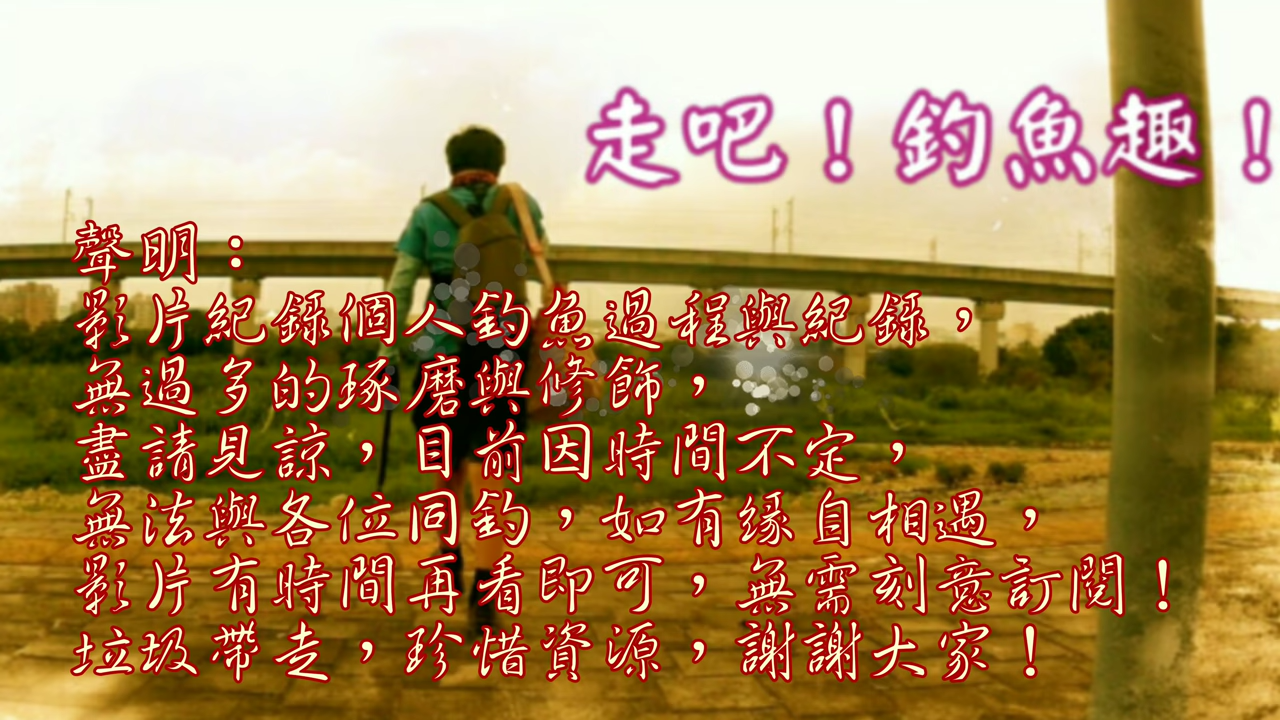 走吧！釣魚趣！
聲明：
影片紀錄個人釣魚過程與紀錄，
無過多的琢磨與修飾，
盡請見諒，目前因時間不定，
無法與各位同釣，如有緣自相遇，
影片有時間再看即可，無需刻意訂閱！
垃圾帶走，珍惜資源，謝謝大家！